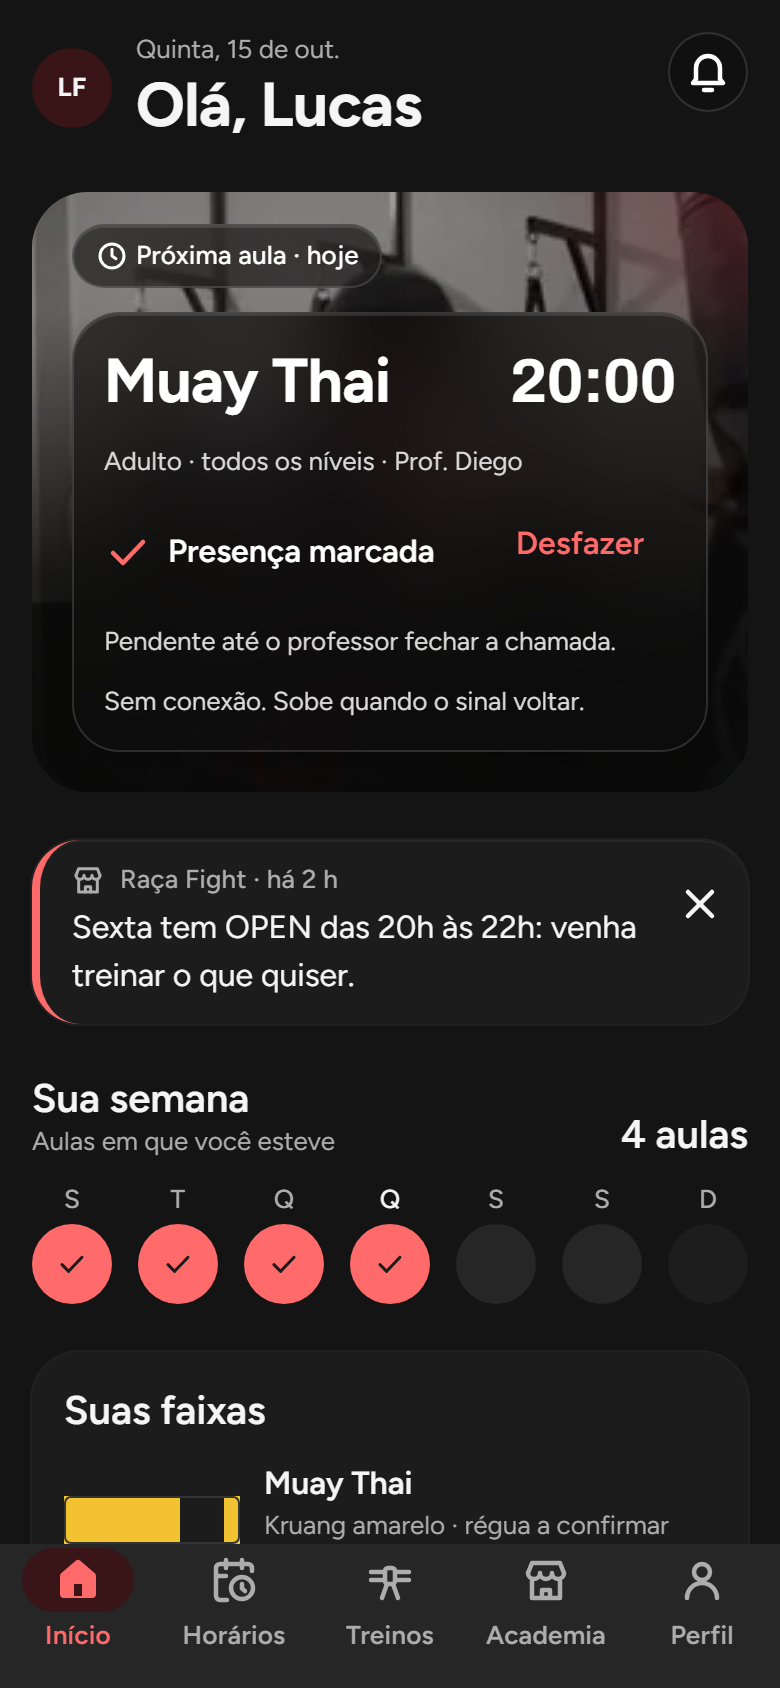 LF
Quinta, 15 de out.
Olá, Lucas
Próxima aula · hoje
Muay Thai 20:00
Adulto · todos os níveis · Prof. Diego
Presença marcada Desfazer
Pendente até o professor fechar a chamada.
Sem conexão. Sobe quando o sinal voltar.
Raça Fight · há 2 h
Sexta tem OPEN das 20h às 22h: venha
treinar o que quiser.
Sua semana
Aulas em que você esteve
4 aulas
S T Q Q S S D
Suas faixas
Muay Thai
Kruang amarelo · régua a confirmar
Início Horários Treinos Academia Perfil